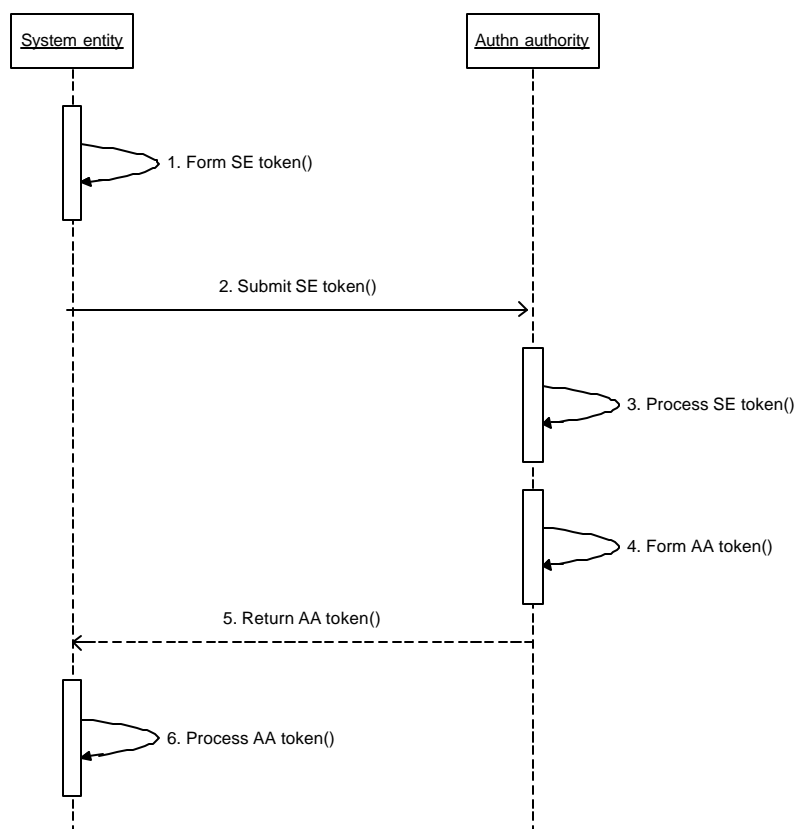 System entity
Authn authority
1. Form SE token()
2. Submit SE token()
3. Process SE token()
4. Form AA token()
5. Return AA token()
6. Process AA token()